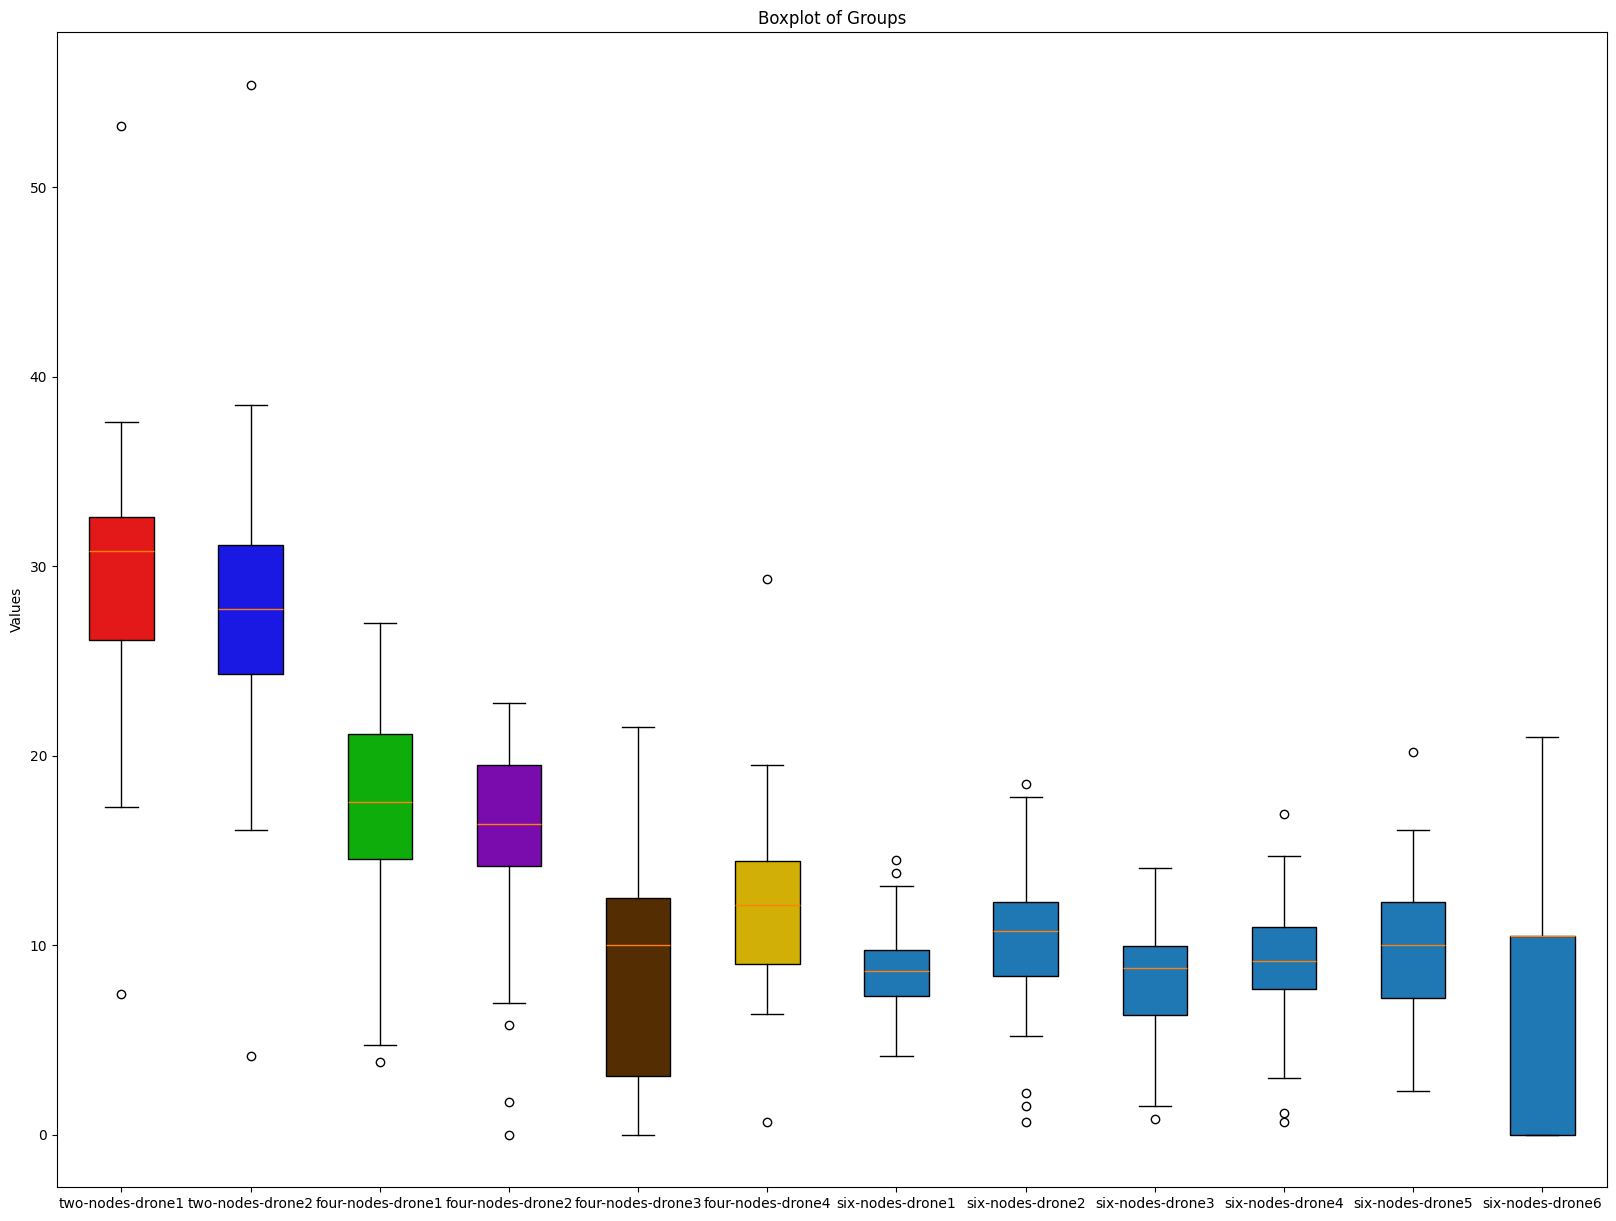 Boxplot of Groups
Values
50
40
30
20
10
0
two-nodes-drone1 two-nodes-drone2 four-nodes-drone1 four-nodes-drone2 four-nodes-drone3 four-nodes-drone4 six-nodes-drone1 six-nodes-drone2 six-nodes-drone3 six-nodes-drone4 six-nodes-drone5 six-nodes-drone6